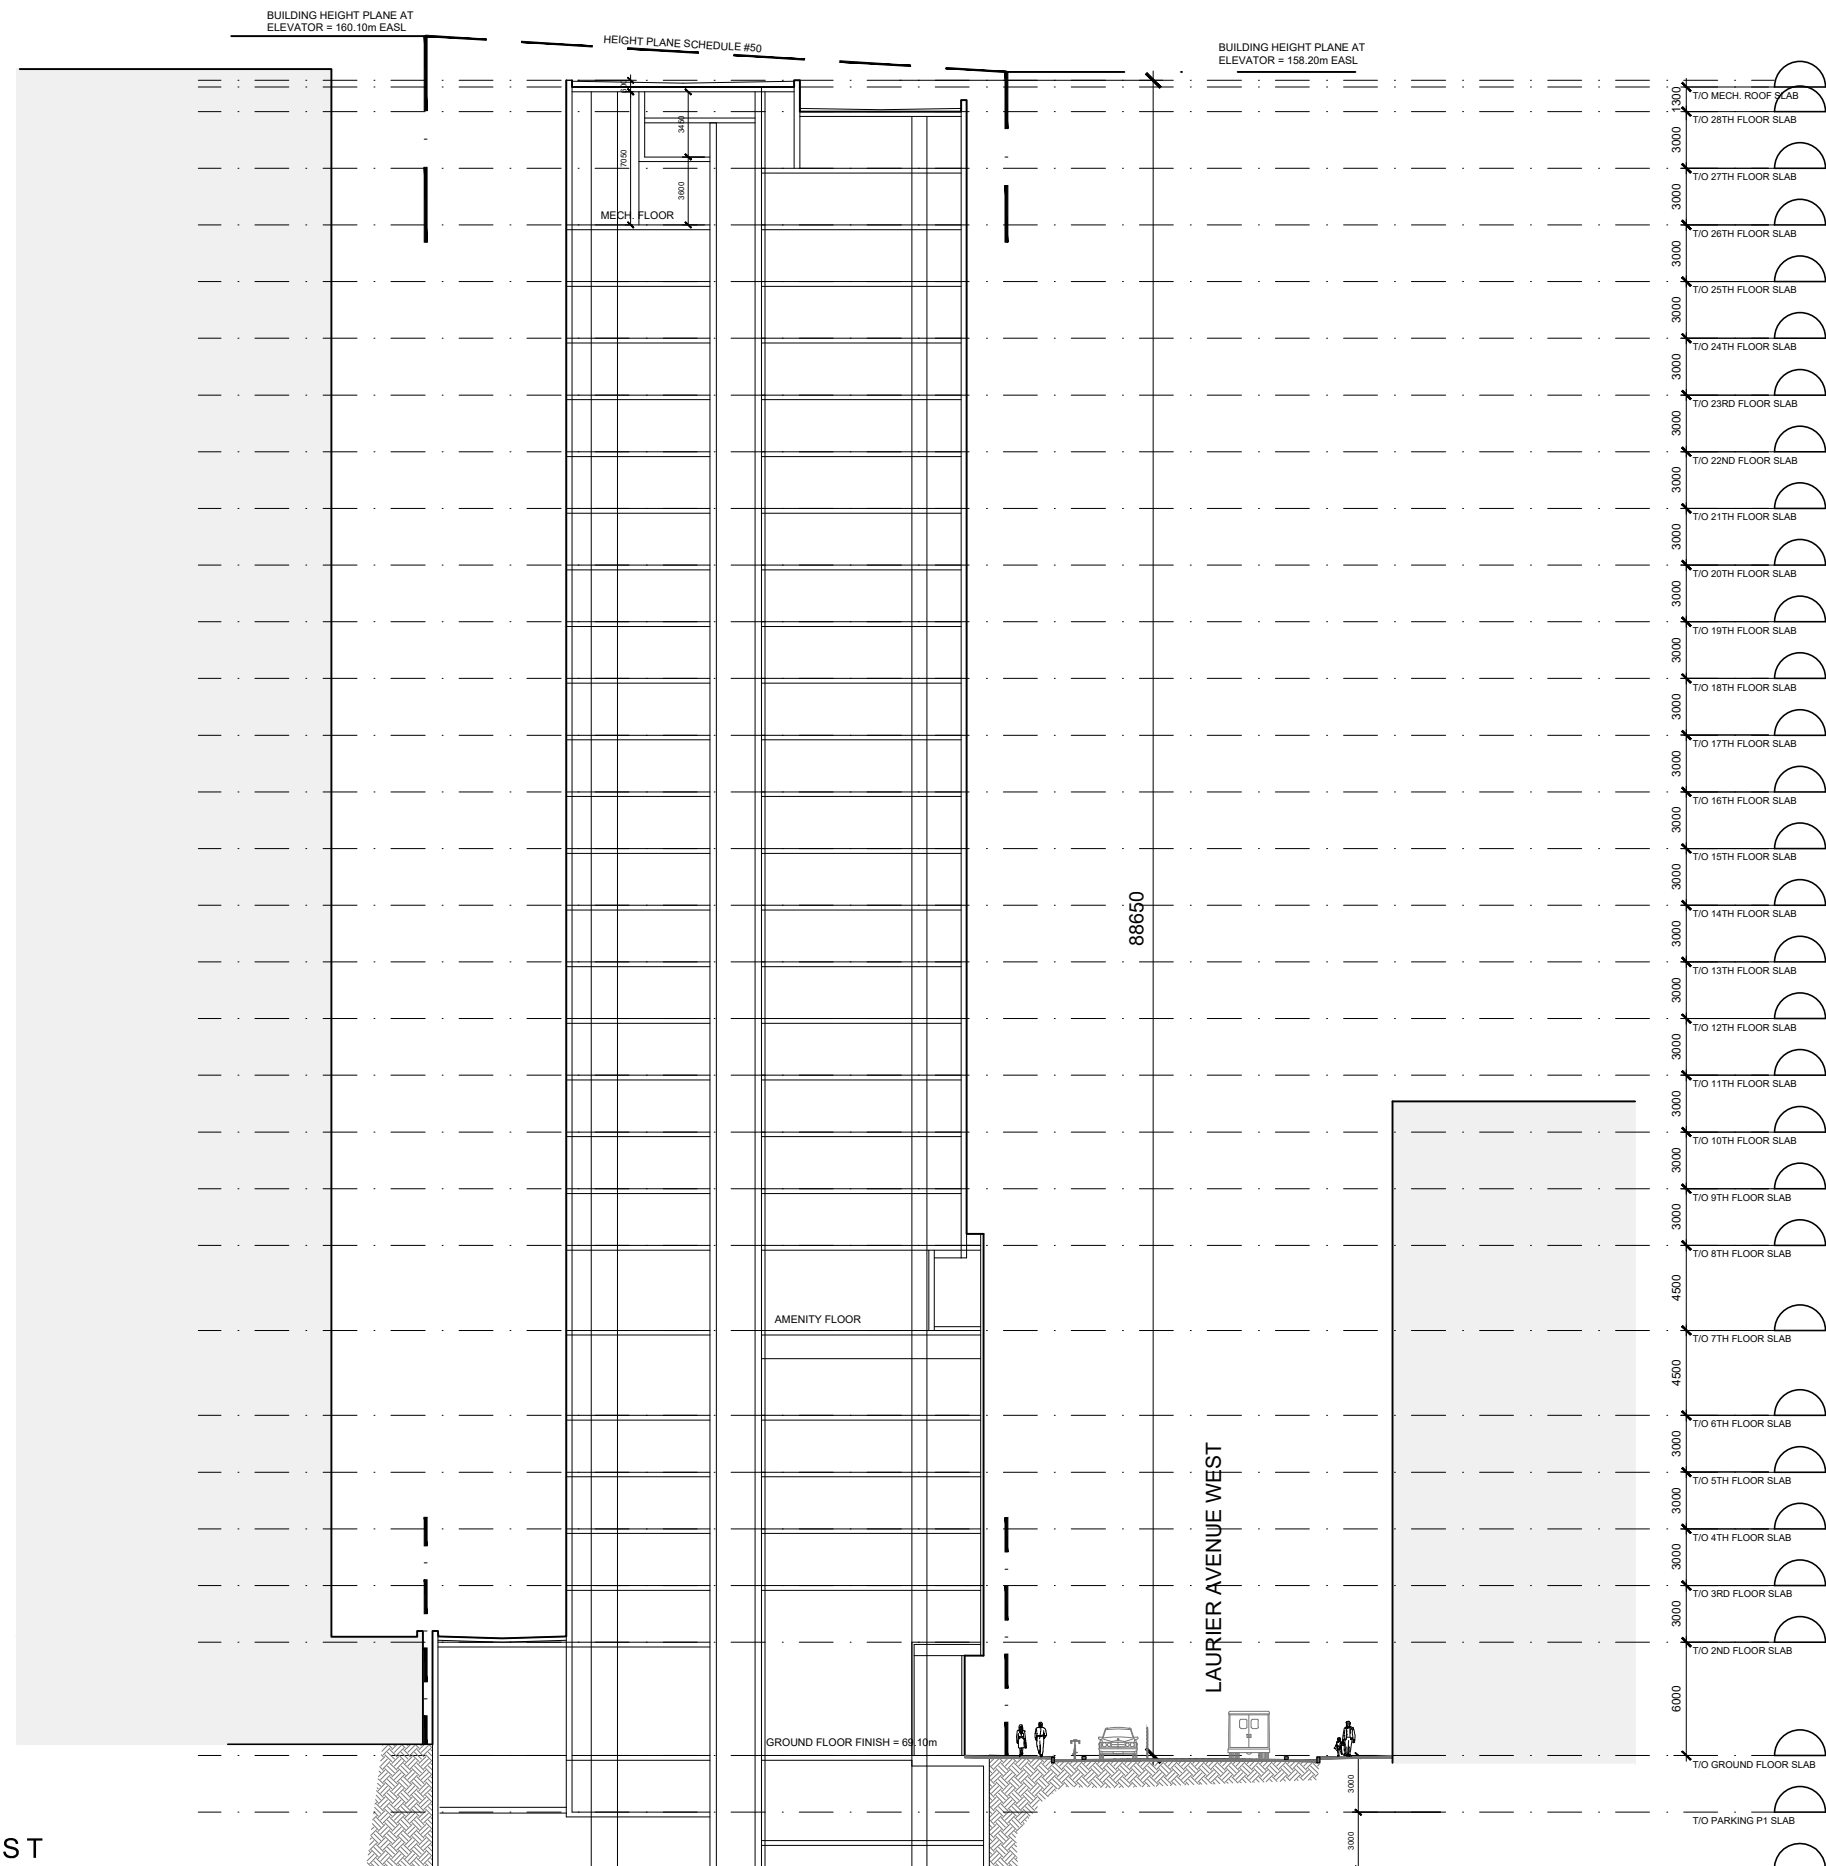 BUILDING HEIGHT PLANE AT
ELEVATOR = 160.10m EASL
HEIGHT PLANE SCHEDULE #50
BUILDING HEIGHT PLANE AT
ELEVATOR = 158.20m EASL
T/O MECH. ROOF SLAB
1300
T/O 28TH FLOOR SLAB
3000
T/O 27TH FLOOR SLAB
3000
T/O 26TH FLOOR SLAB
3450
7050
3600
MECH. FLOOR
3000
T/O 25TH FLOOR SLAB
3000
T/O 24TH FLOOR SLAB
3000
T/O 23RD FLOOR SLAB
3000
T/O 22ND FLOOR SLAB
3000
T/O 21TH FLOOR SLAB
3000
T/O 20TH FLOOR SLAB
3000
T/O 19TH FLOOR SLAB
3000
T/O 18TH FLOOR SLAB
3000
T/O 17TH FLOOR SLAB
3000
T/O 16TH FLOOR SLAB
3000
T/O 15TH FLOOR SLAB
3000
T/O 14TH FLOOR SLAB
88650
3000
T/O 13TH FLOOR SLAB
3000
T/O 12TH FLOOR SLAB
3000
T/O 11TH FLOOR SLAB
3000
T/O 10TH FLOOR SLAB
3000
T/O 9TH FLOOR SLAB
3000
T/O 8TH FLOOR SLAB
4500
AMENITY FLOOR
T/O 7TH FLOOR SLAB
4500
T/O 6TH FLOOR SLAB
3000
T/O 5TH FLOOR SLAB
3000
T/O 4TH FLOOR SLAB
3000
T/O 3RD FLOOR SLAB
3000
T/O 2ND FLOOR SLAB
LAURIER AVENUE WEST
6000
GROUND FLOOR FINISH = 69.10m
T/O GROUND FLOOR SLAB
3000
T/O PARKING P1 SLAB
3000
ST